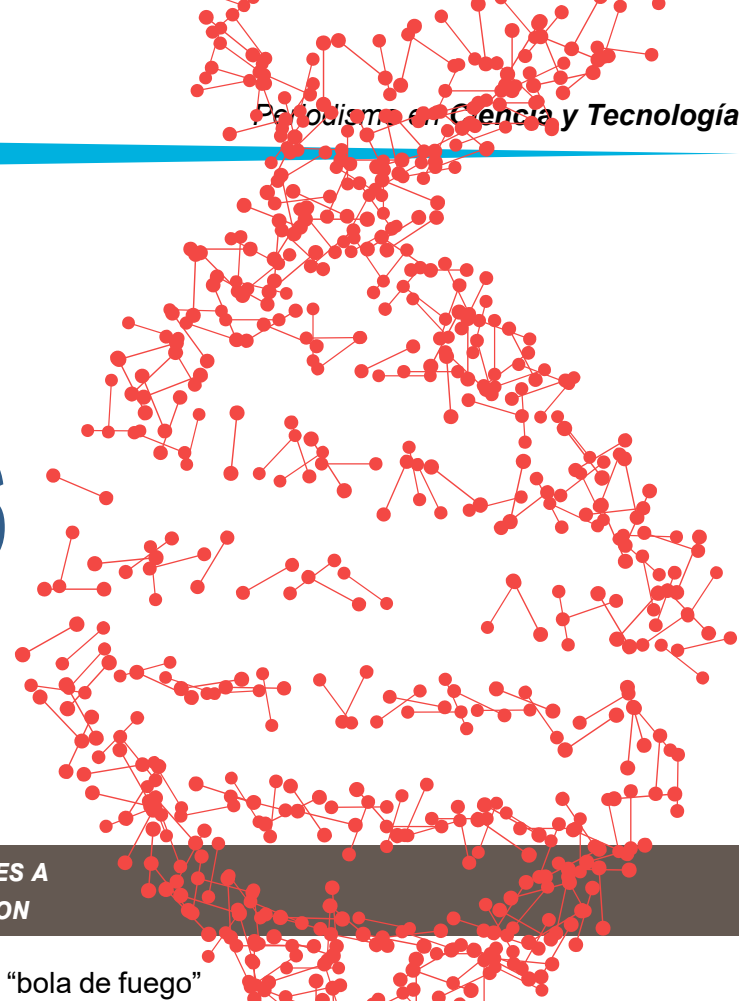 Periodismo en Ciencia y Tecnología
S
ES A
ON
“bola de fuego”